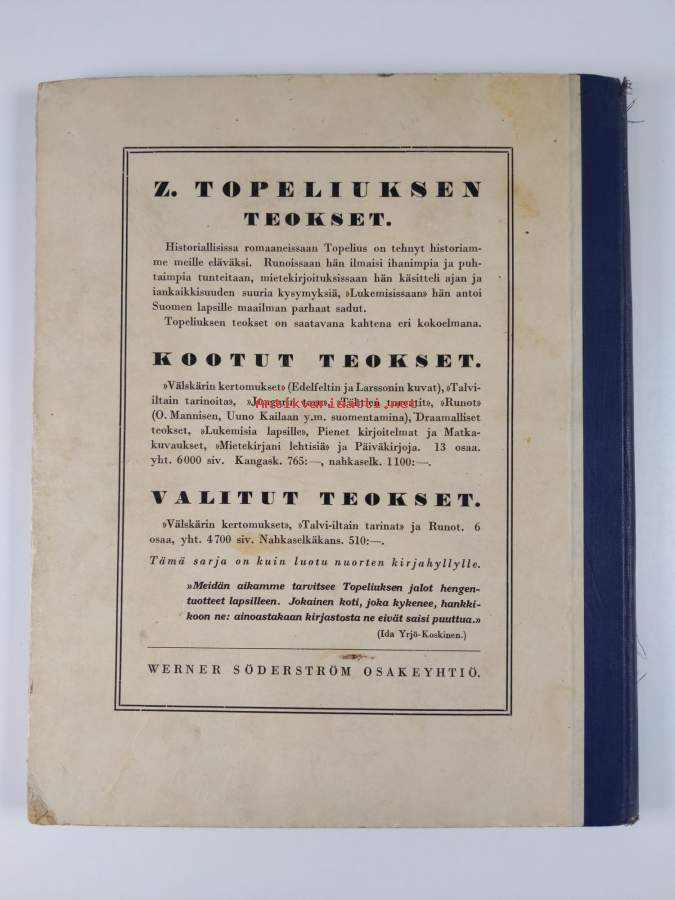 Z. TOPELIUKSEN
TEOKSET.
Historiallisissa romaaneissaan Topelius on tehnyt historiam-
me meille eläväksi. Runoissaan hän ilmaisi ihanimpia ja puh-
taimpia tunteitaan, mietekirjoituksissaan hän käsitteli ajan ja
iankaikkisuuden suuria kysymyksiä, »Lukemisissaan» hän antoi
Suomen lapsille maailman parhaat sadut.
Topeliuksen teokset on saatavana kahtena eri kokoelmana.
KOOTUT TEOKSET.
»Välskärin kertomukset» (Edelfeltin ja Larssonin kuvat), »Talvi-
iltain tarinoita», »Junkarin tarut», »Tähtien turvatit», »Runot»
antikvariaatti.net
(O. Mannisen, Uuno Kailaan y.m. suomentamina), Draamalliset
teokset, »Lukemisia lapsille», Pienet kirjoitelmat ja Matka-
kuvaukset, »Mietekirjani lehtisiä» ja Päiväkirjoja. 13 osaa.
yht. 6000 siv. Kangask. 765:—, nahkaselk. 1100:—.
VALITUT TEOKSET.
»Välskärin kertomukset», »Talvi-iltain tarinat» ja Runot. 6
osaa, yht. 4700 siv. Nahkaselkäkans. 510:—.
Tämä sarja on kuin luotu nuorten kirjahyllylle.
»Meidän aikamme tarvitsee Topeliuksen jalot hengen-
tuotteet lapsilleen. Jokainen koti, joka kykenee, hankki-
koon ne: ainoastakaan kirjastosta ne eivät saisi puuttua.»
(Ida Yrjö-Koskinen.)
WERNER SÖDERSTRÖM OSAKEYHTIÖ.